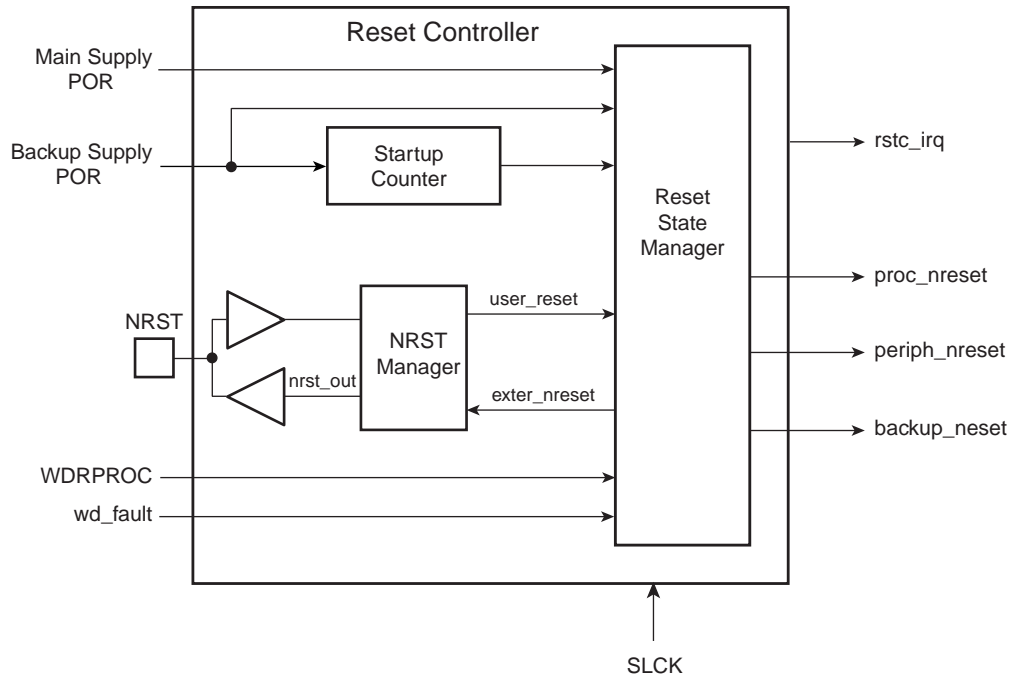 Reset Controller
Main Supply
POR
Backup Supply
POR
Startup
Counter
rstc_irq
Reset
State
Manager
proc_nreset
user_reset
NRST
NRST
Manager
periph_nreset
nrst_out
exter_nreset
backup_neset
WDRPROC
wd_fault
SLCK